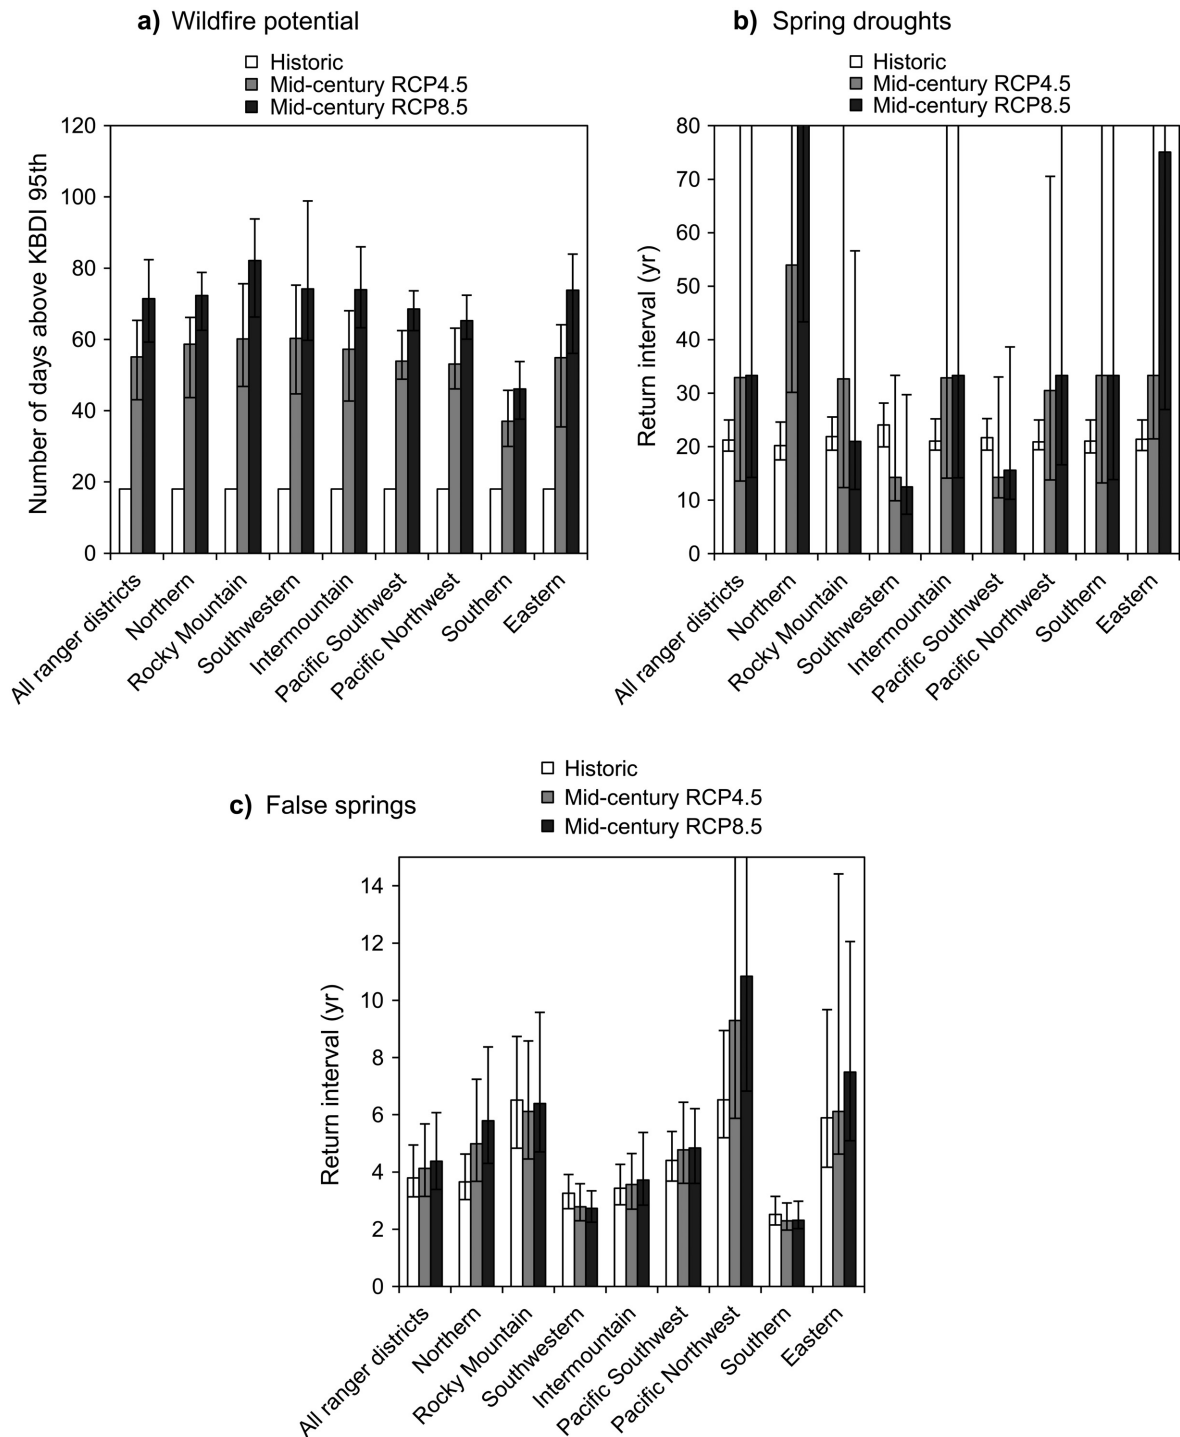 a) Wildfire potential
Historic
Mid-century RCP4.5
Mid-century RCP8.5
Number of days above KBDI 95th
120
100
80
60
40
20
0
All ranger districts
Northern
Rocky Mountain
Southwestern
Intermountain
Pacific Southwest
Pacific Northwest
Southern
Eastern
b) Spring droughts
Historic
Mid-century RCP4.5
Mid-century RCP8.5
Return interval (yr)
80
70
60
50
40
30
20
10
0
All ranger districts
Northern
Rocky Mountain
Southwestern
Intermountain
Pacific Southwest
Pacific Northwest
Southern
Eastern
c) False springs
Historic
Mid-century RCP4.5
Mid-century RCP8.5
Return interval (yr)
14
12
10
8
6
4
2
0
All ranger districts
Northern
Rocky Mountain
Southwestern
Intermountain
Pacific Southwest
Pacific Northwest
Southern
Eastern